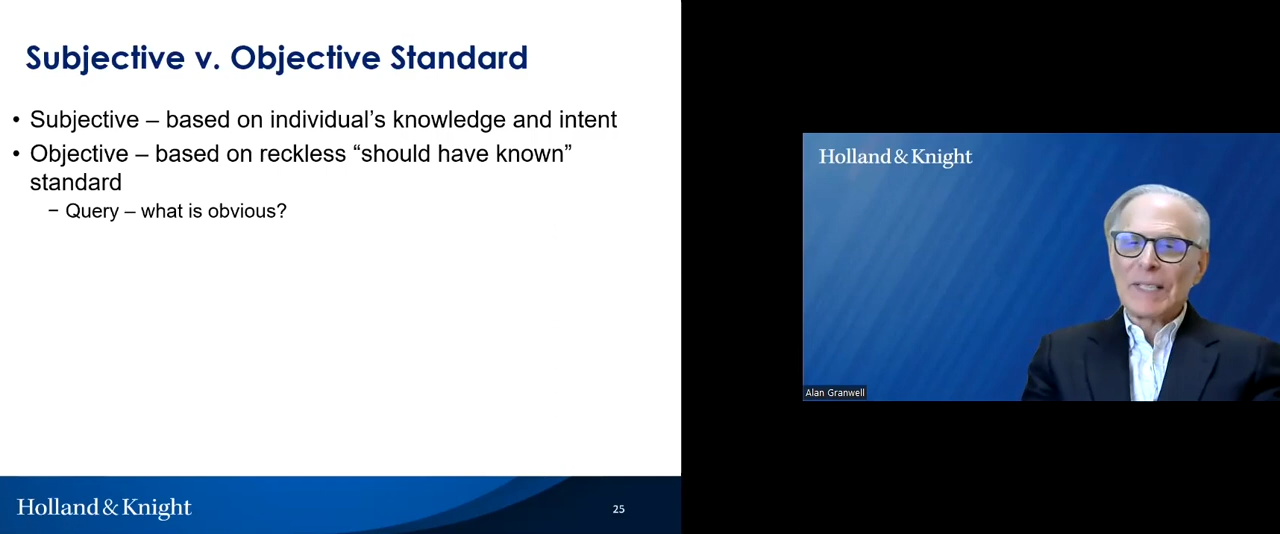 Subjective v. Objective Standard
• Subjective – based on individual’s knowledge and intent
• Objective – based on reckless “should have known”
standard
− Query – what is obvious?
Holland & Knight
25
Holland & Knight
Alan Granwell